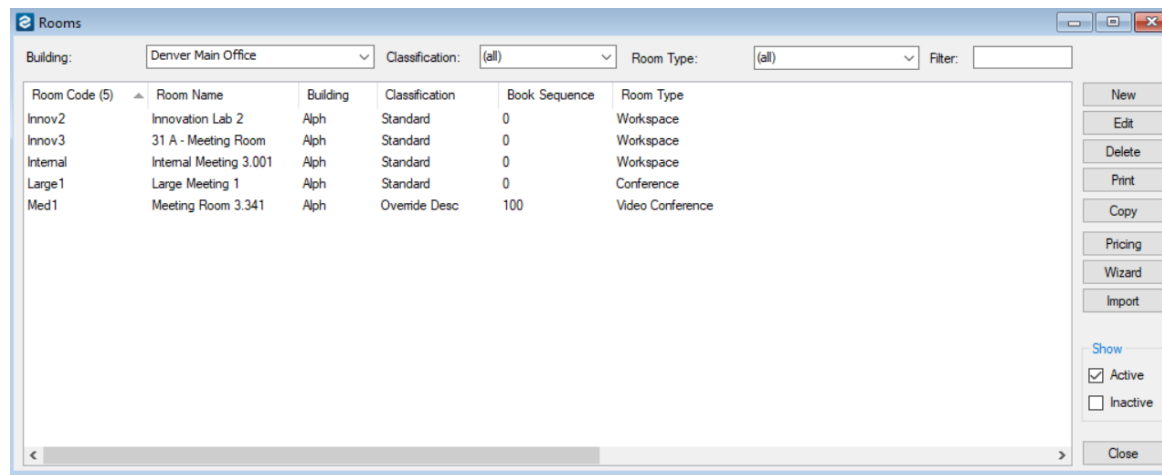 Rooms
Building: Denver Main Office Classification: (all) Room Type: (all) Filter:
Room Code (5) Room Name Building Classification Book Sequence Room Type
Innov2 Innovation Lab 2 Alph Standard 0 Workspace
Innov3 31 A - Meeting Room Alph Standard 0 Workspace
Internal Internal Meeting 3.001 Alph Standard 0 Workspace
Large1 Large Meeting 1 Alph Standard 0 Conference
Med1 Meeting Room 3.341 Alph Override Desc 100 Video Conference
New
Edit
Delete
Print
Copy
Pricing
Wizard
Import
Show
Active
Inactive
Close